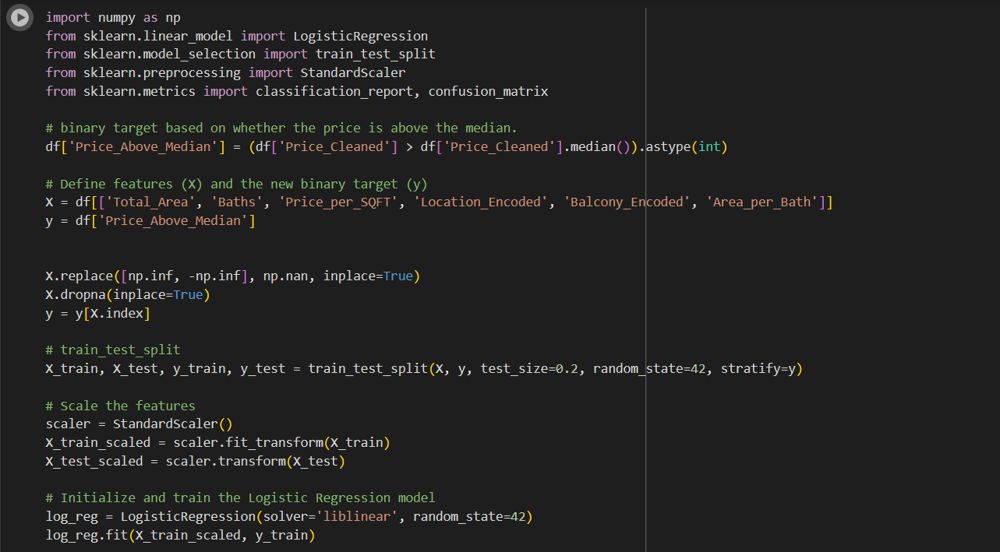 import numpy as np
from sklearn.linear_model import LogisticRegression
from sklearn.model_selection import train_test_split
from sklearn.preprocessing import StandardScaler
from sklearn.metrics import classification_report, confusion_matrix
# binary target based on whether the price is above the median.
df['Price_Above_Median'] = (df['Price_Cleaned'] > df['Price_Cleaned'].median()).astype(int)
# Define features (X) and the new binary target (y)
X = df[['Total_Area', 'Baths', 'Price_per_SQFT', 'Location_Encoded', 'Balcony_Encoded', 'Area_per_Bath']]
y = df['Price_Above_Median']
X.replace([np.inf, -np.inf], np.nan, inplace=True)
X.dropna(inplace=True)
y = y[X.index]
# train_test_split
X_train, X_test, y_train, y_test = train_test_split(X, y, test_size=0.2, random_state=42, stratify=y)
# Scale the features
scaler = StandardScaler()
X_train_scaled = scaler.fit_transform(X_train)
X_test_scaled = scaler.transform(X_test)
# Initialize and train the Logistic Regression model
log_reg = LogisticRegression(solver='liblinear', random_state=42)
log_reg.fit(X_train_scaled, y_train)